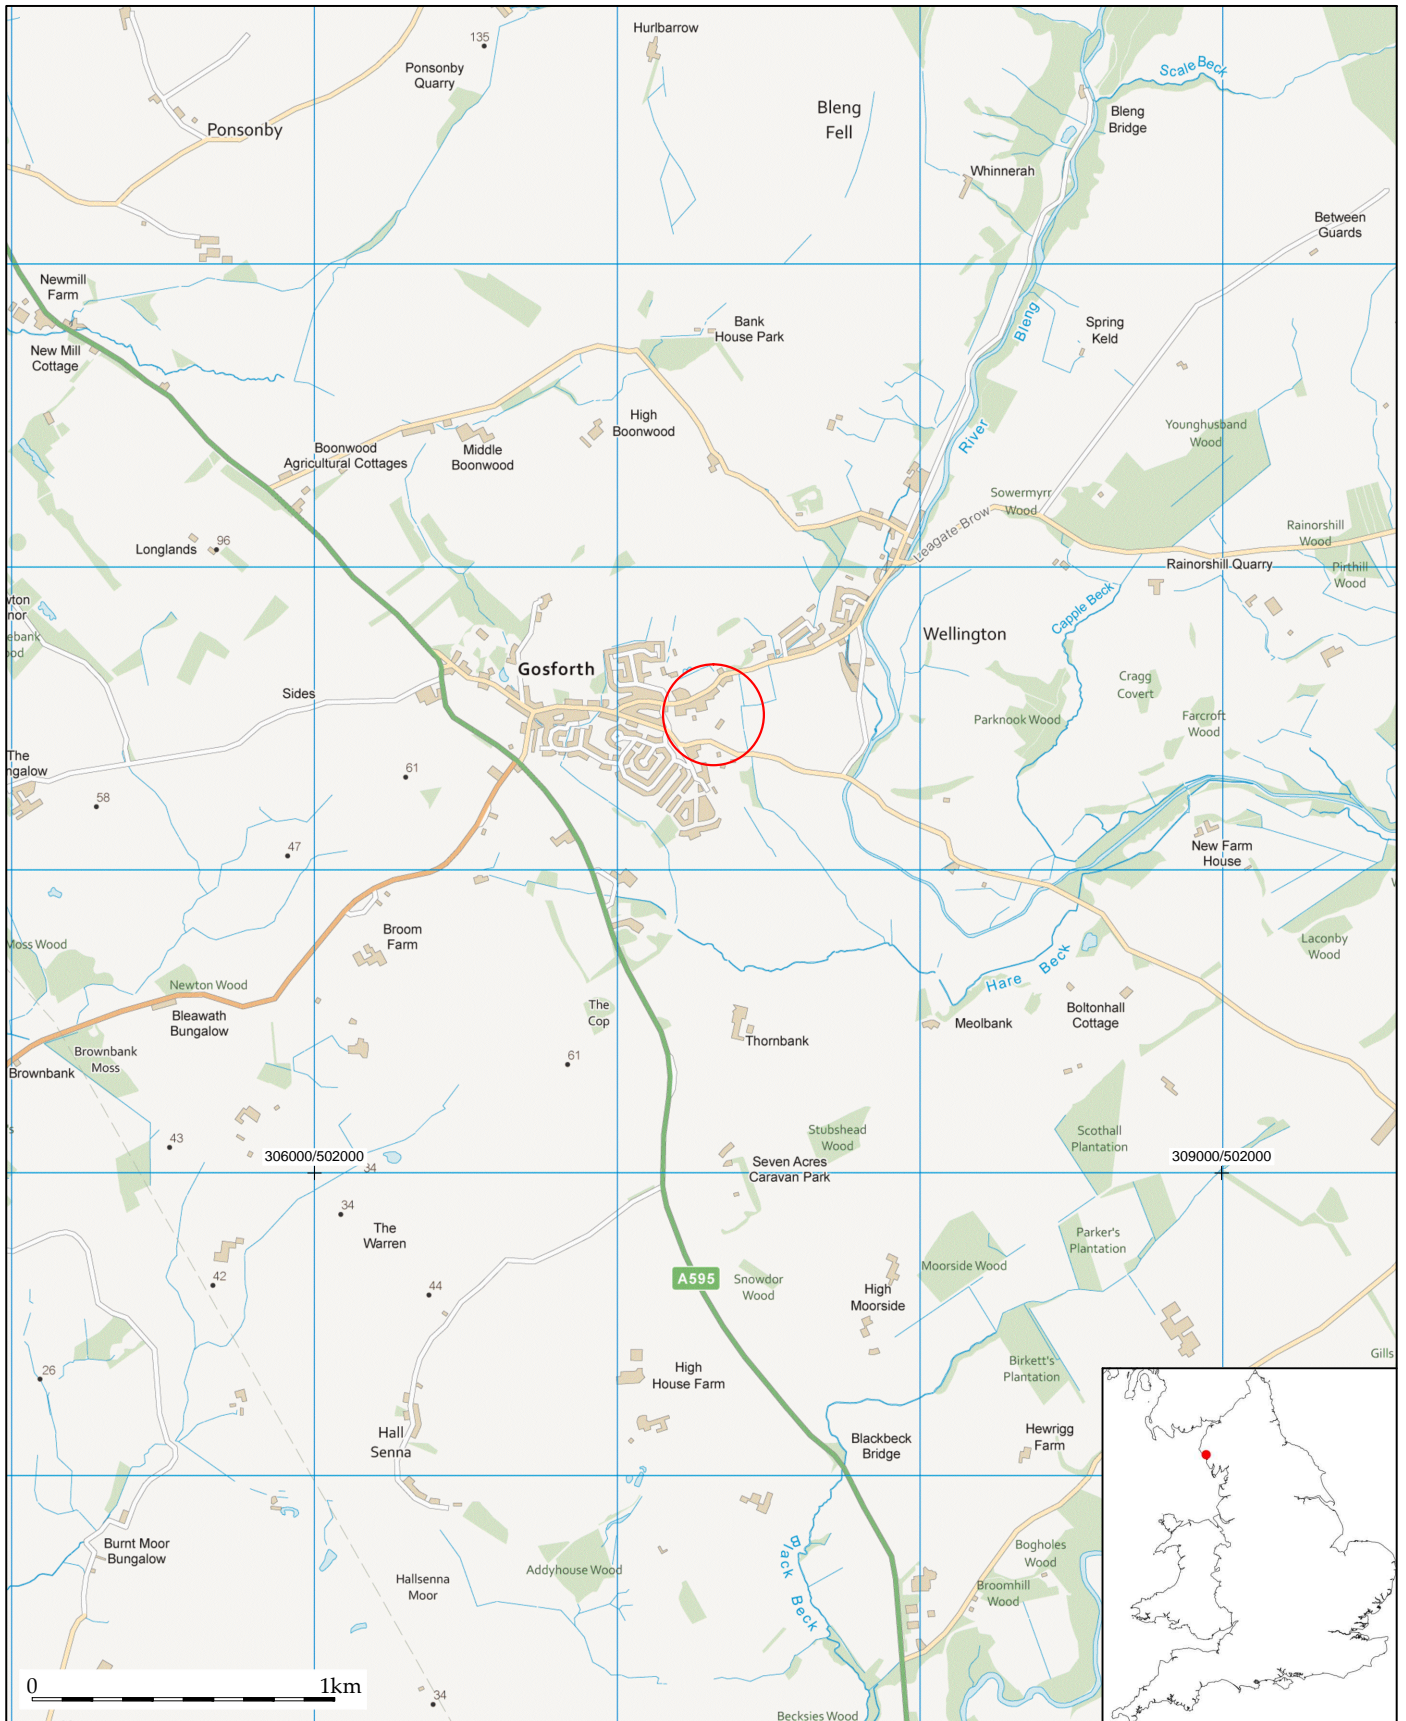 Hurlbarrow
135
Ponsonby
Quarry
Scale Beck
Bleng
Fell
Bleng
Bridge
Ponsonby
Whinnerah
Between
Guards
Newmill
Farm
Bank
House Park
Spring
Keld
River Bleng
New Mill
Cottage
High
Boonwood
Younghusband
Wood
Boonwood
Agricultural Cottages
Middle
Boonwood
Sowermyrr
Wood
Leagate Brow
Rainorshill
Wood
Longlands
96
Rainorshill Quarry
Pirthill
Wood
Capple Beck
Wellington
Gosforth
Cragg
Covert
Sides
Parknook Wood
Farcroft
Wood
The
ngalow
61
58
47
New Farm
House
Broom
Farm
Moss Wood
Laconby
Wood
Newton Wood
Hare Beck
The
Cop
Bleawath
Bungalow
Boltonhall
Cottage
Meolbank
Thornbank
Brownbank
Moss
61
Brownbank
Stubshead
Wood
Scothall
Plantation
43
306000/502000
309000/502000
34
Seven Acres
Caravan Park
34
The
Warren
Parker's
Plantation
Moorside Wood
A595
Snowdor
Wood
42
44
High
Moorside
Gills
Birkett's
Plantation
26
High
House Farm
Hall
Senna
Hewrigg
Farm
Blackbeck
Bridge
Burnt Moor
Bungalow
Black Beck
Bogholes
Wood
Addyhouse Wood
Hallsenna
Moor
Broomhill
Wood
0 1km
34
Becksies Wood